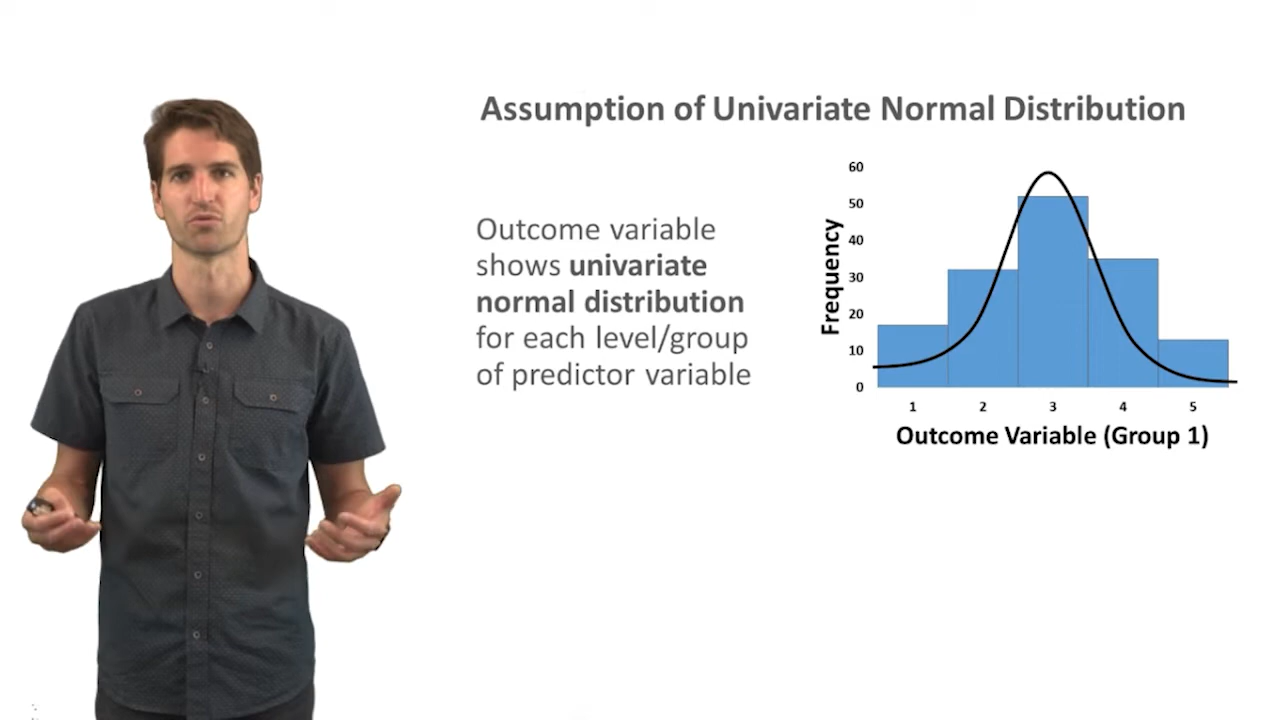 Assumption of Univariate Normal Distribution
Outcome variable
shows univariate
normal distribution
for each level/group
of predictor variable
Frequency
60
50
40
30
20
10
0
1 2 3 4 5
Outcome Variable (Group 1)